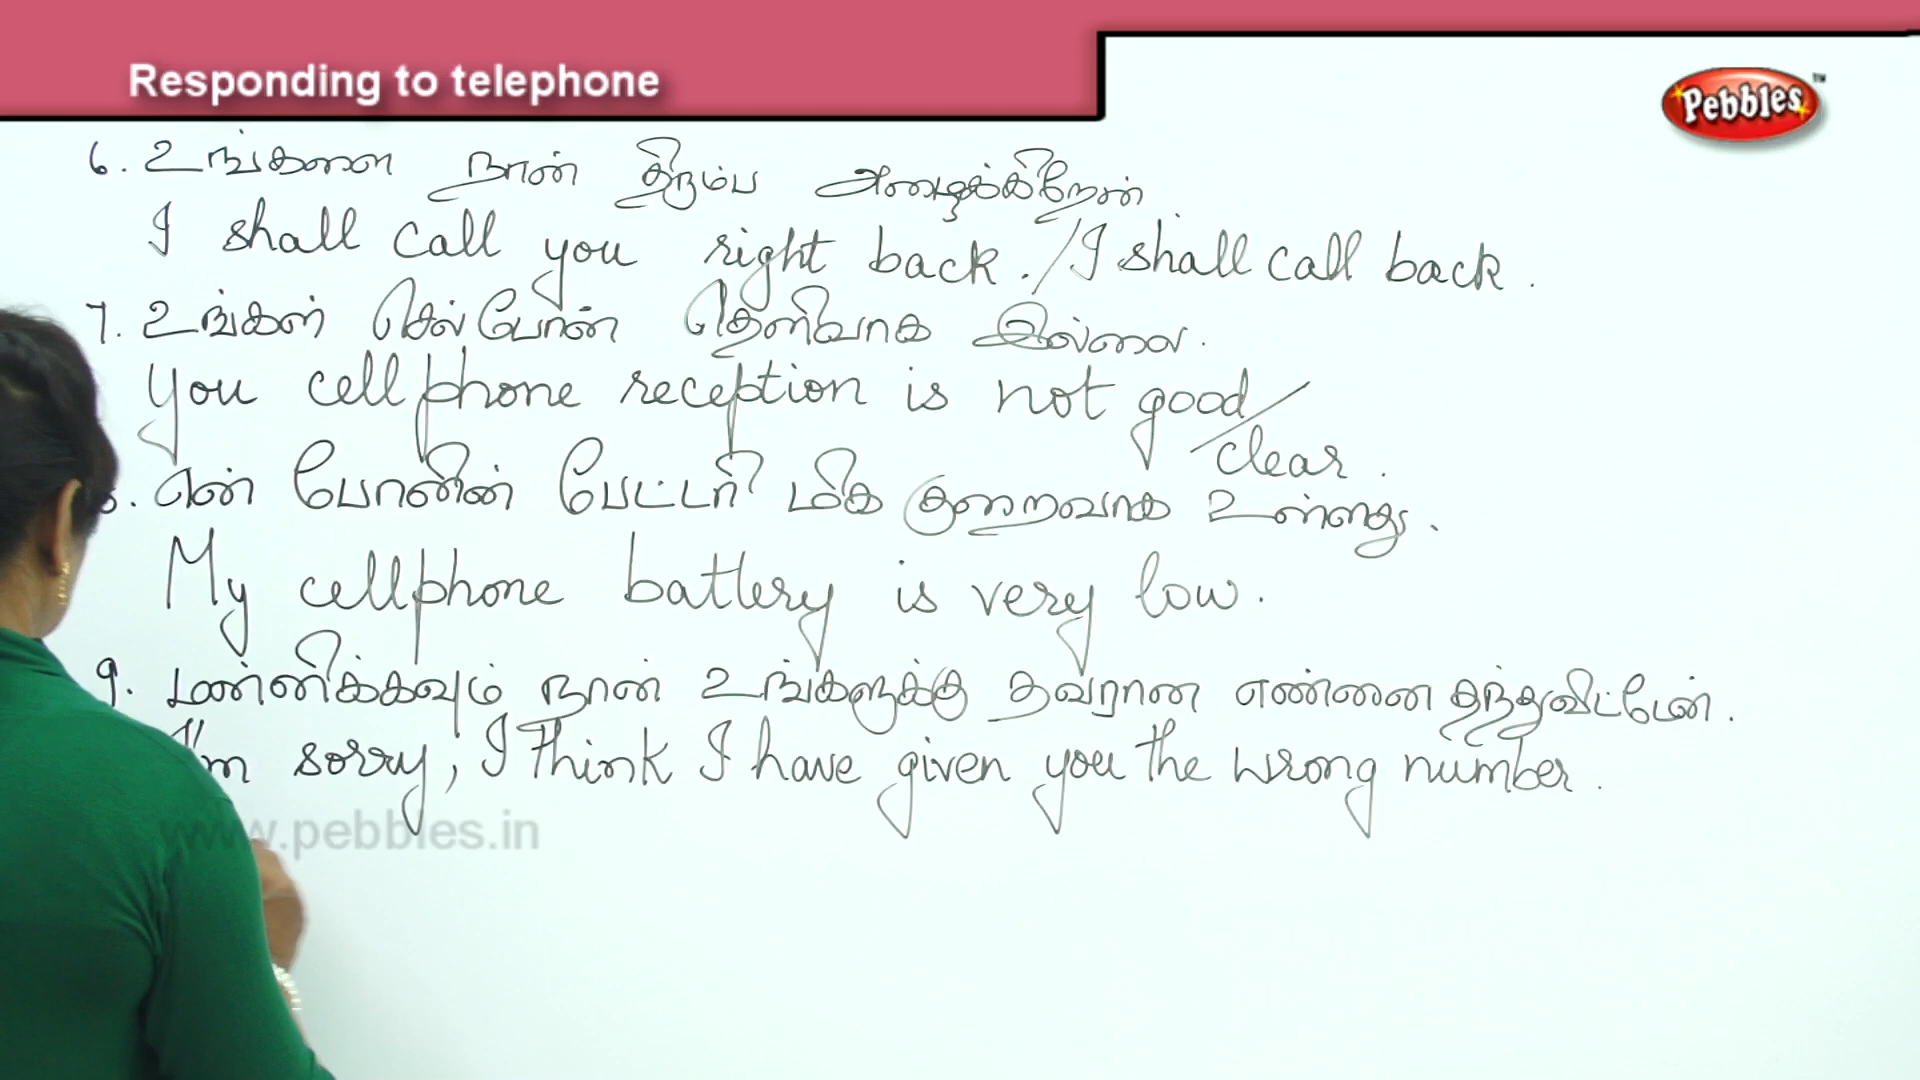 Responding to telephone
Pebbles
6. உங்களை நான் திரும்ப அழைக்கிறேன்
I shall call you right back. / I shall call back.
7. உங்கள் செல்போன் தெளிவாக இல்லை.
You cellphone reception is not good/
clear.
8. என் போனின் பேட்டரி மிக குறைவாக உள்ளது.
My cellphone battery is very low.
9. மன்னிக்கவும் நான் உங்களுக்கு தவறான எண்ணை தந்துவிட்டேன்.
I'm sorry, I think I have given you the wrong number.
www.pebbles.in